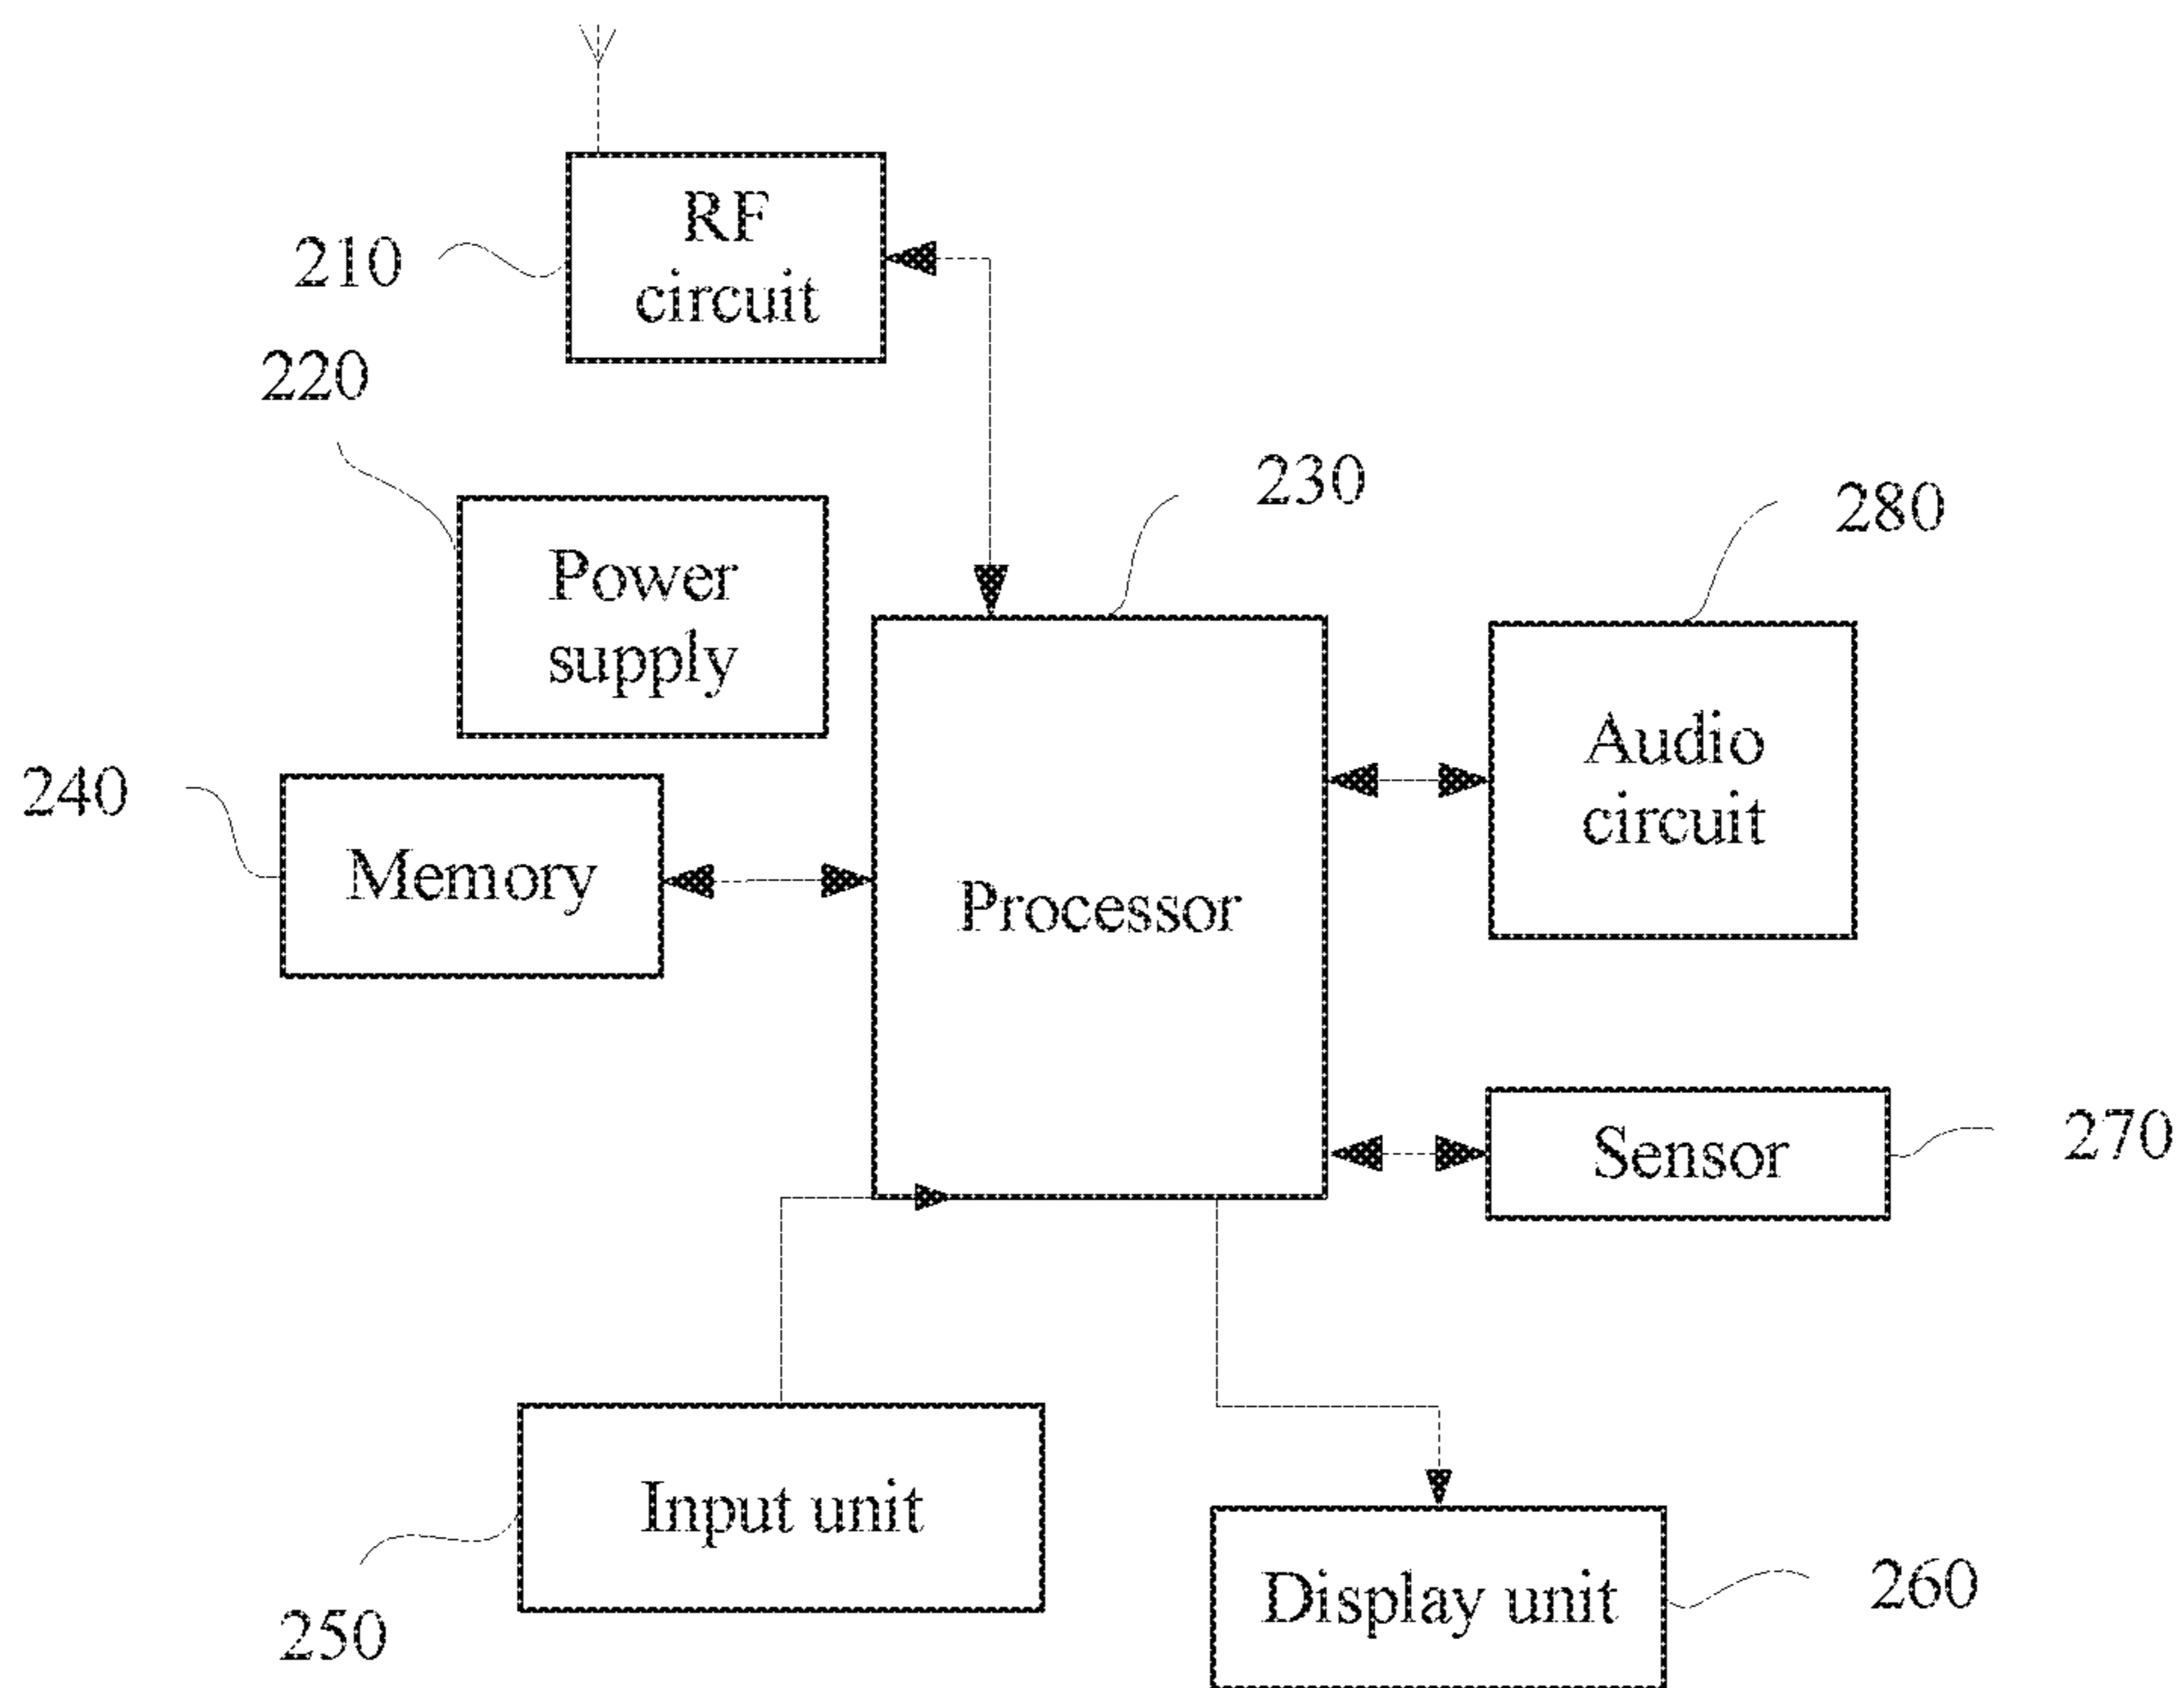 RF
circuit
210
220
230
280
Power
supply
Audio
circuit
240
Memory
Processor
Sensor
270
Input unit
250
Display unit
260